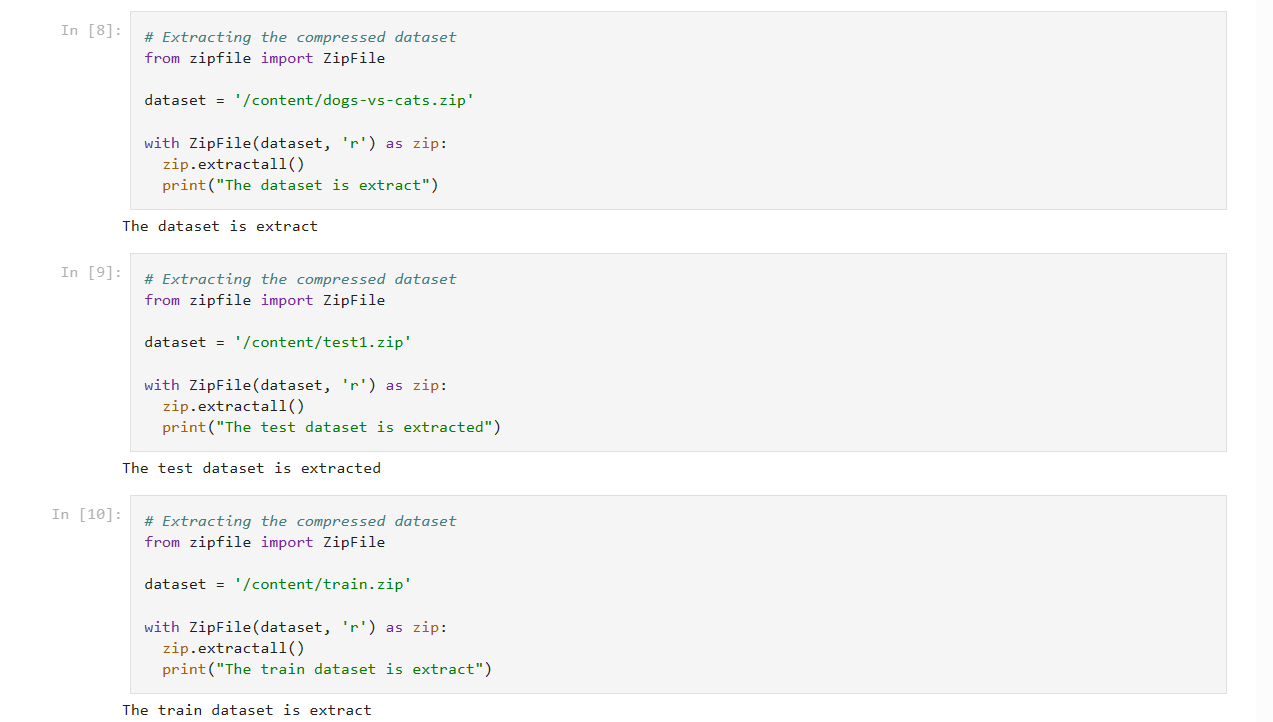 In [8]:
# Extracting the compressed dataset
from zipfile import ZipFile
dataset = '/content/dogs-vs-cats.zip'
with ZipFile(dataset, 'r') as zip:
  zip.extractall()
  print("The dataset is extract")
The dataset is extract
In [9]:
# Extracting the compressed dataset
from zipfile import ZipFile
dataset = '/content/test1.zip'
with ZipFile(dataset, 'r') as zip:
  zip.extractall()
  print("The test dataset is extracted")
The test dataset is extracted
In [10]:
# Extracting the compressed dataset
from zipfile import ZipFile
dataset = '/content/train.zip'
with ZipFile(dataset, 'r') as zip:
  zip.extractall()
  print("The train dataset is extract")
The train dataset is extract